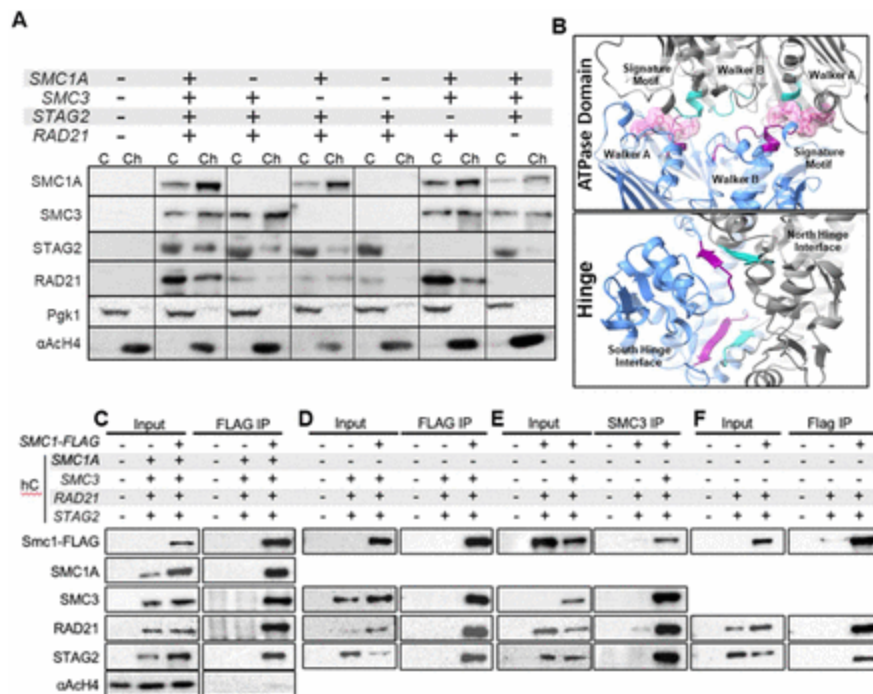 A
SMC1A - + - + - + +
SMC3 - + + - - + +
STAG2 - + + + + - +
RAD21 - + + + + + -
C Ch C Ch C Ch C Ch C Ch C Ch C Ch
SMC1A
SMC3
STAG2
RAD21
Pgk1
αAcH4
B
ATPase Domain
Signature Motif
Walker B
Walker A
Walker A
Walker B
Signature Motif
Hinge
North Hinge
Interface
South Hinge
Interface
C Input FLAG IP D Input FLAG IP E Input SMC3 IP F Input Flag IP
SMC1-FLAG - - + - - + - - + - - + - + + - + + - - + - - +
hC
SMC1A - + + - + + - - - - - - - - - - - - - - - - - -
SMC3 - + + - + + - + + - + + - - + - - + - - - - - -
RAD21 - + + - + + - + + - + + - + + - + + - + + - + +
STAG2 - + + - + + - + + - + + - + + - + + - + + - + +
Smc1-FLAG
SMC1A
SMC3
RAD21
STAG2
αAcH4